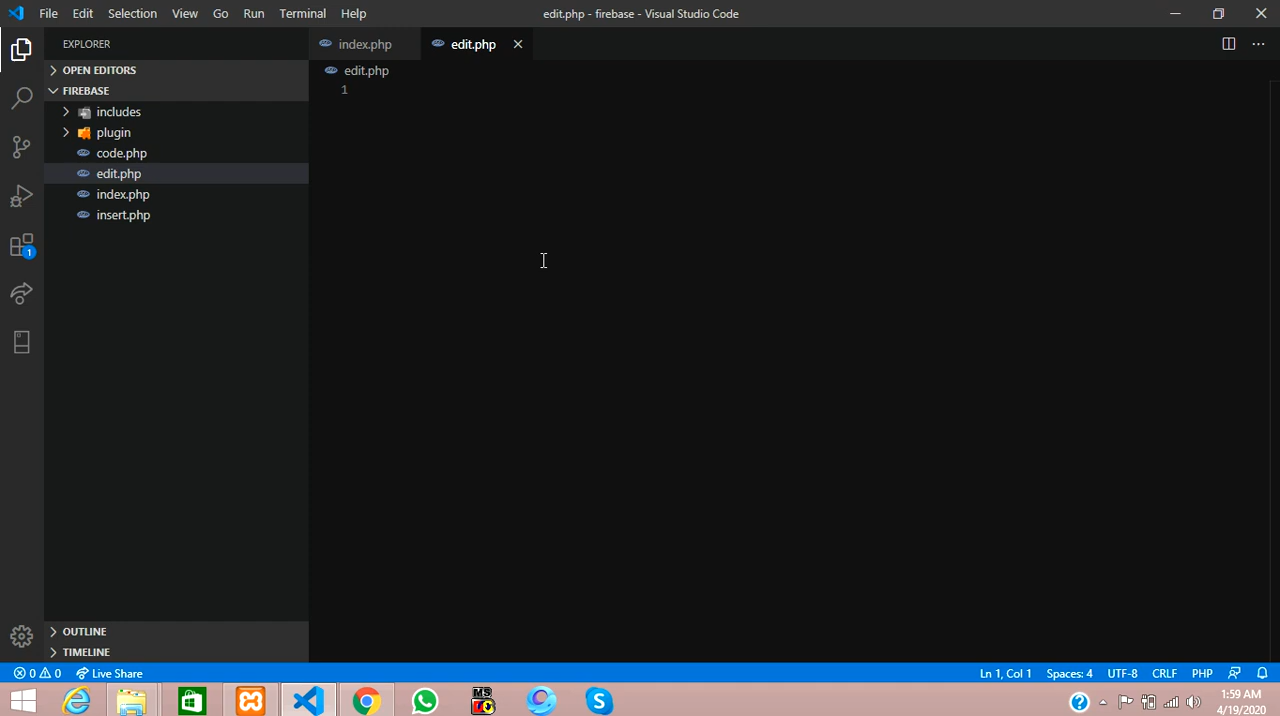 File Edit Selection View Go Run Terminal Help edit.php - firebase - Visual Studio Code
EXPLORER
index.php
edit.php
OPEN EDITORS
FIREBASE
includes
plugin
code.php
edit.php
index.php
insert.php
edit.php
1
1
OUTLINE
TIMELINE
0 0 Live Share Ln 1, Col 1 Spaces: 4 UTF-8 CRLF PHP
MS
1:59 AM
4/19/2020